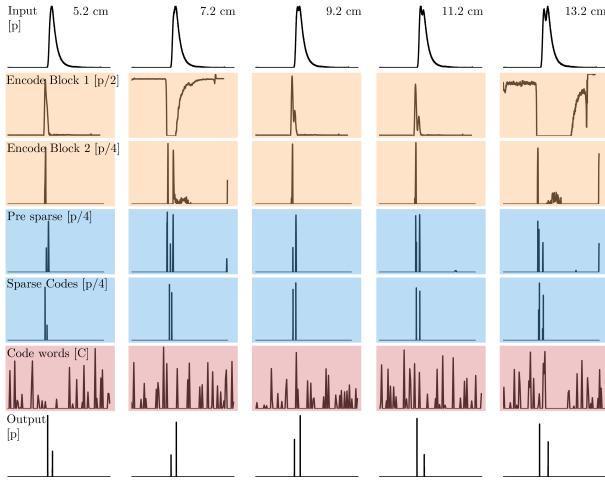 Input [p]
5.2 cm
7.2 cm
9.2 cm
11.2 cm
13.2 cm
Encode Block 1 [p/2]
Encode Block 2 [p/4]
Pre sparse [p/4]
Sparse Codes [p/4]
Code words [C]
Output [p]